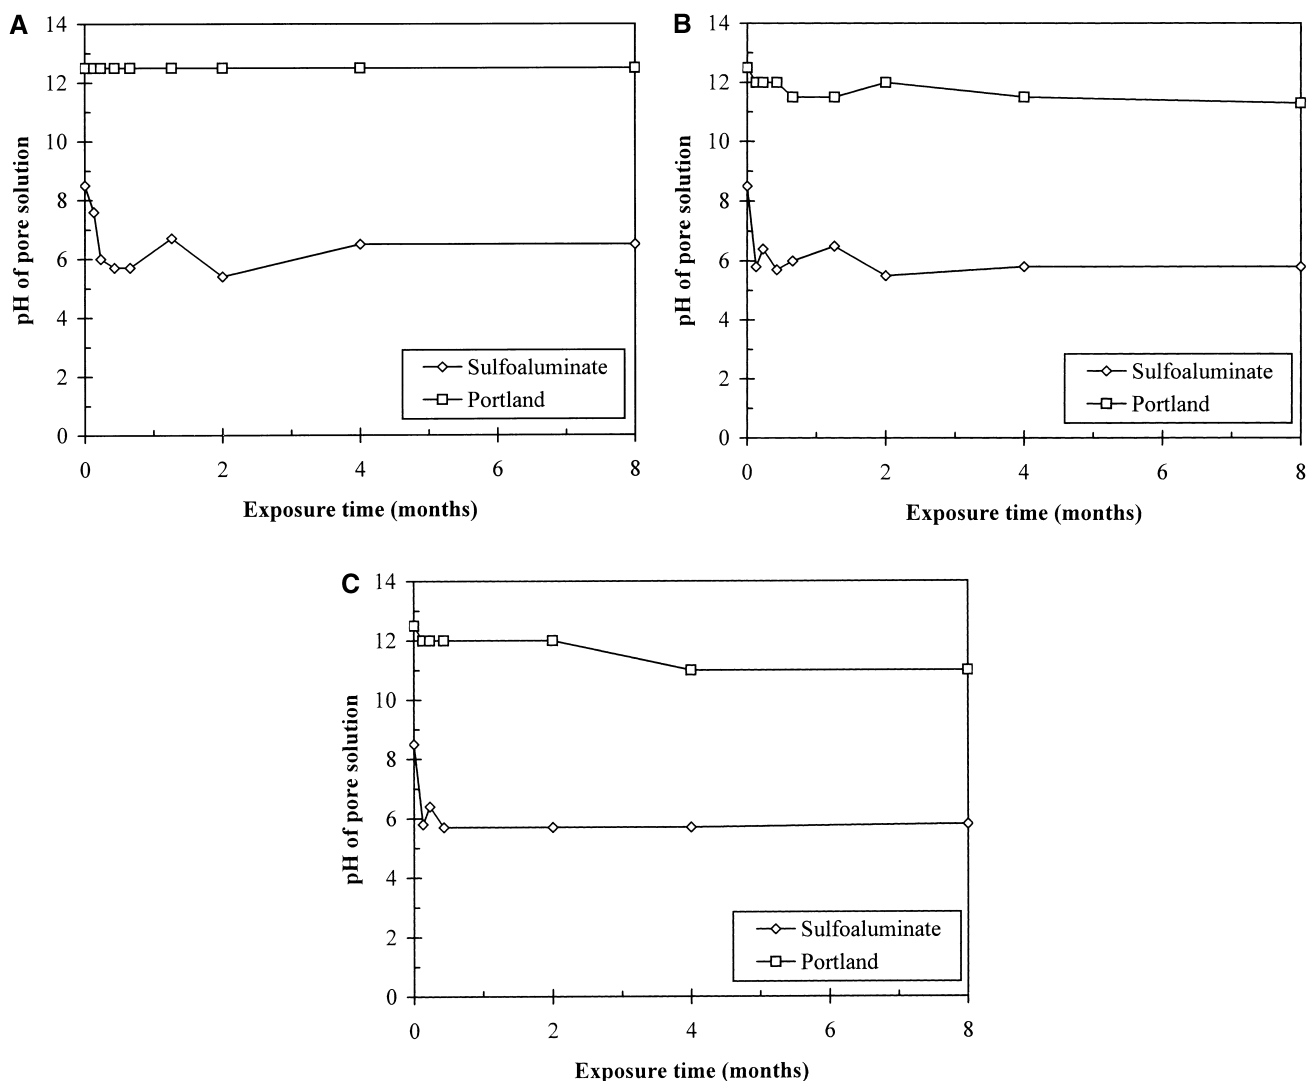 A
14
12
10
8
6
4
2
0
pH of pore solution
Sulfoaluminate
Portland
0 2 4 6 8
Exposure time (months)
B
14
12
10
8
6
4
2
0
pH of pore solution
Sulfoaluminate
Portland
0 2 4 6 8
Exposure time (months)
C
14
12
10
8
6
4
2
0
pH of pore solution
Sulfoaluminate
Portland
0 2 4 6 8
Exposure time (months)